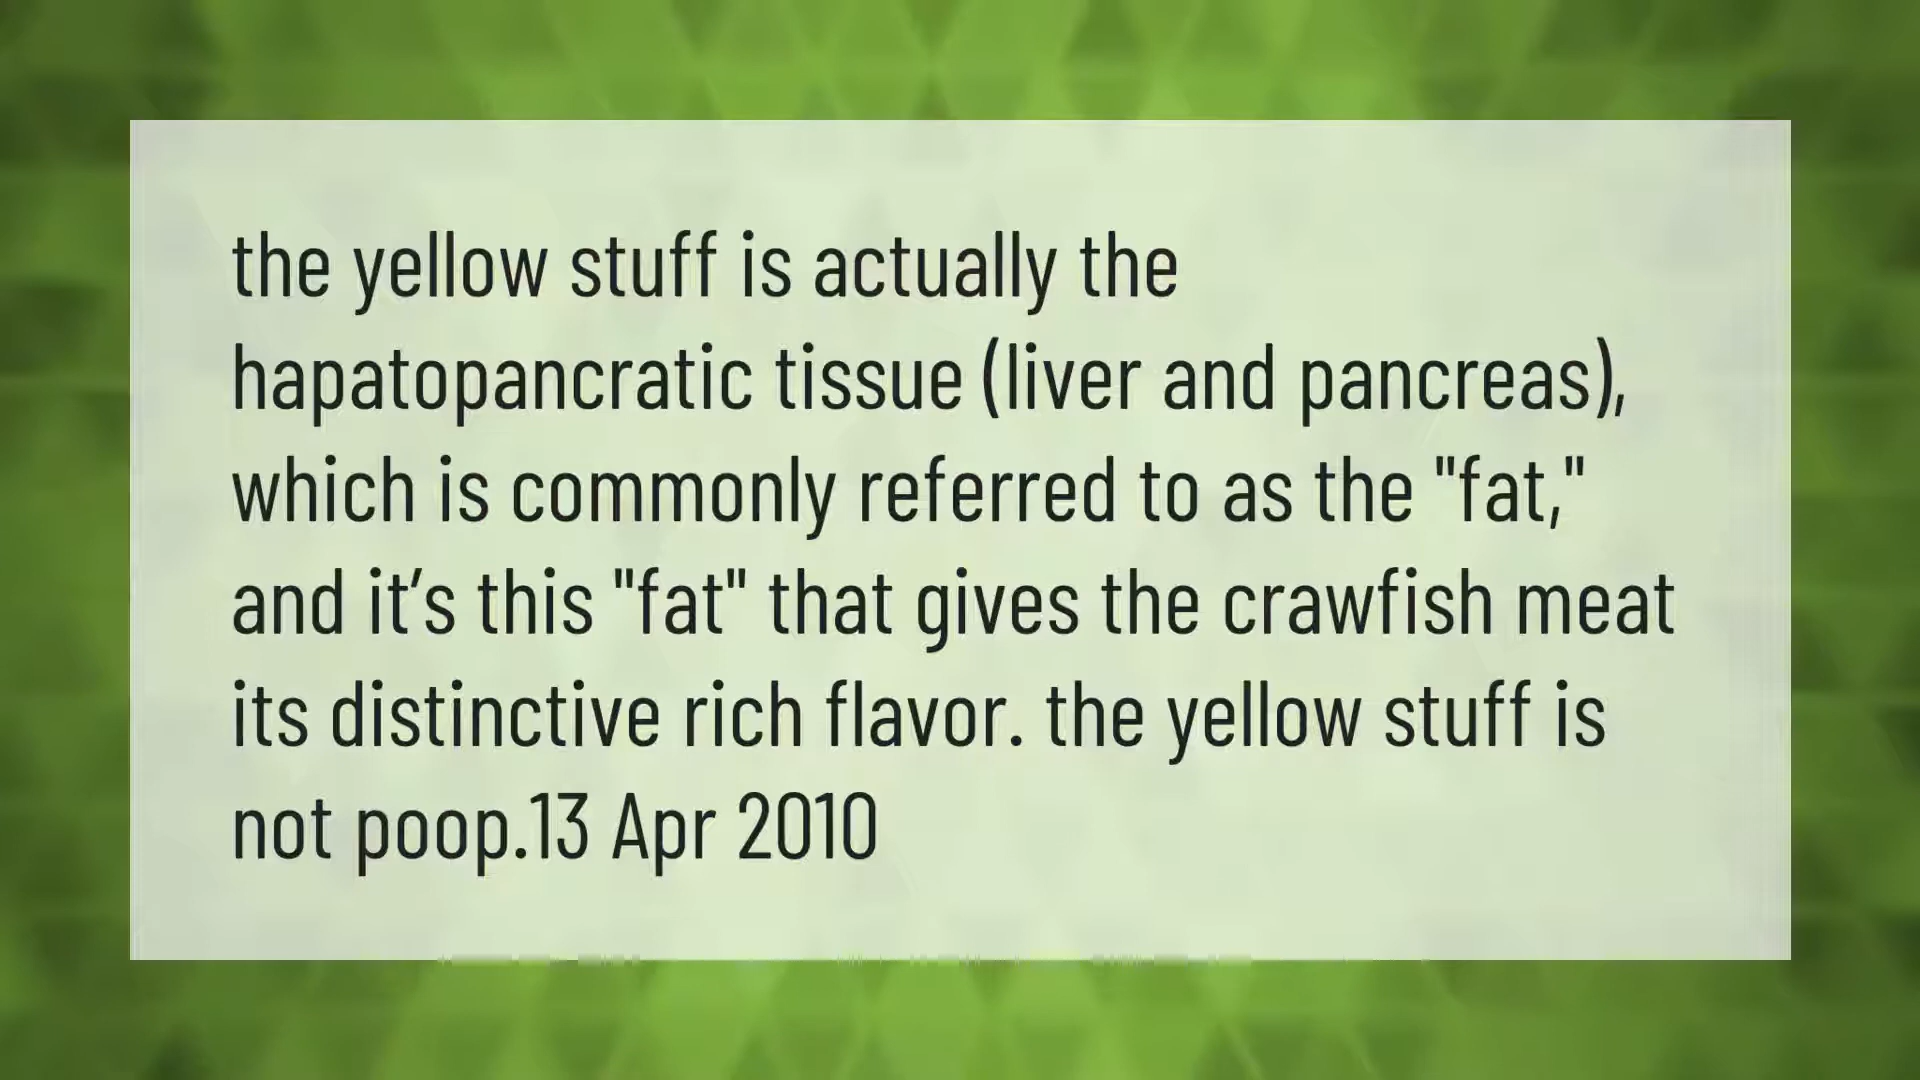 the yellow stuff is actually the
hapatopancratic tissue (liver and pancreas),
which is commonly referred to as the "fat,"
and it’s this "fat" that gives the crawfish meat
its distinctive rich flavor. the yellow stuff is
not poop.13 Apr 2010